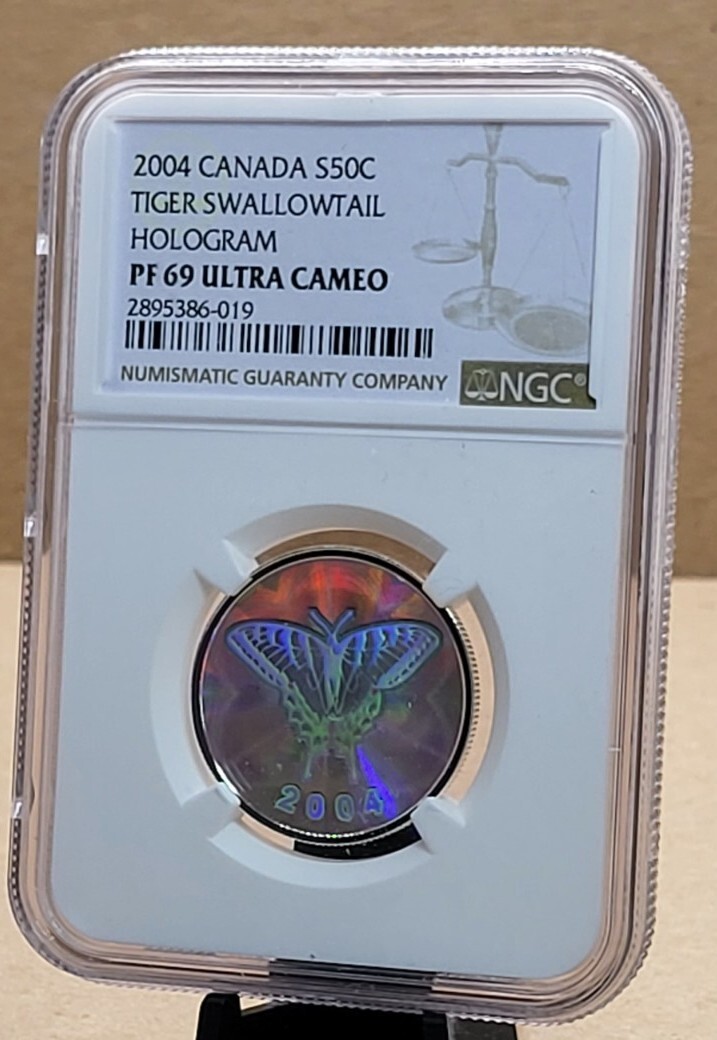 2004 CANADA S50C
TIGER SWALLOWTAIL
HOLOGRAM
PF 69 ULTRA CAMEO
2895386-019
NUMISMATIC GUARANTY COMPANY
NGC®
2004